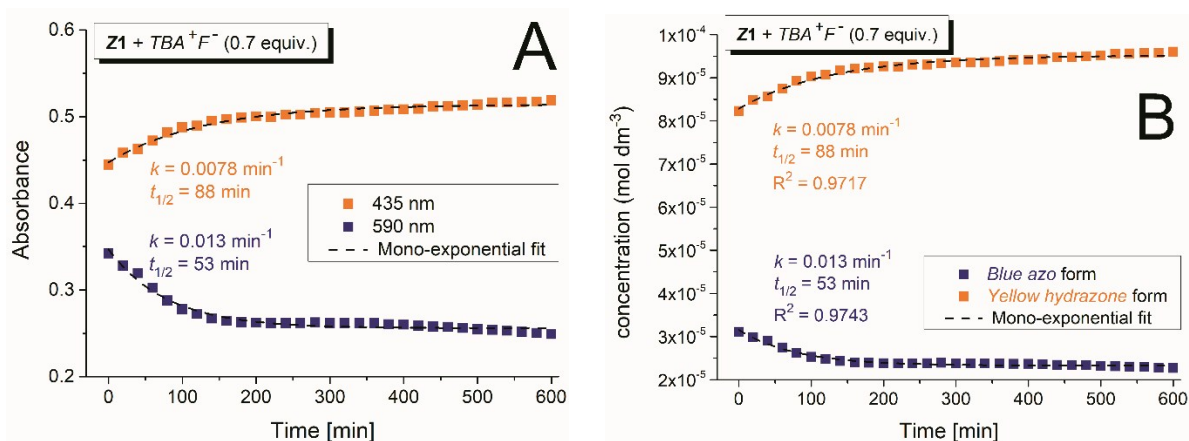 Z1 + TBA⁺F⁻ (0.7 equiv.)
A
Absorbance
0.6
0.5
0.4
0.3
0.2
k = 0.0078 min⁻¹
t₁/₂ = 88 min
435 nm
590 nm
Mono-exponential fit
k = 0.013 min⁻¹
t₁/₂ = 53 min
0 100 200 300 400 500 600
Time [min]
Z1 + TBA⁺F⁻ (0.7 equiv.)
B
concentration (mol dm⁻³)
1x10⁻⁴
9x10⁻⁵
8x10⁻⁵
7x10⁻⁵
6x10⁻⁵
5x10⁻⁵
4x10⁻⁵
3x10⁻⁵
2x10⁻⁵
k = 0.0078 min⁻¹
t₁/₂ = 88 min
R² = 0.9717
k = 0.013 min⁻¹
t₁/₂ = 53 min
R² = 0.9743
Blue azo form
Yellow hydrazone form
Mono-exponential fit
0 100 200 300 400 500 600
Time [min]